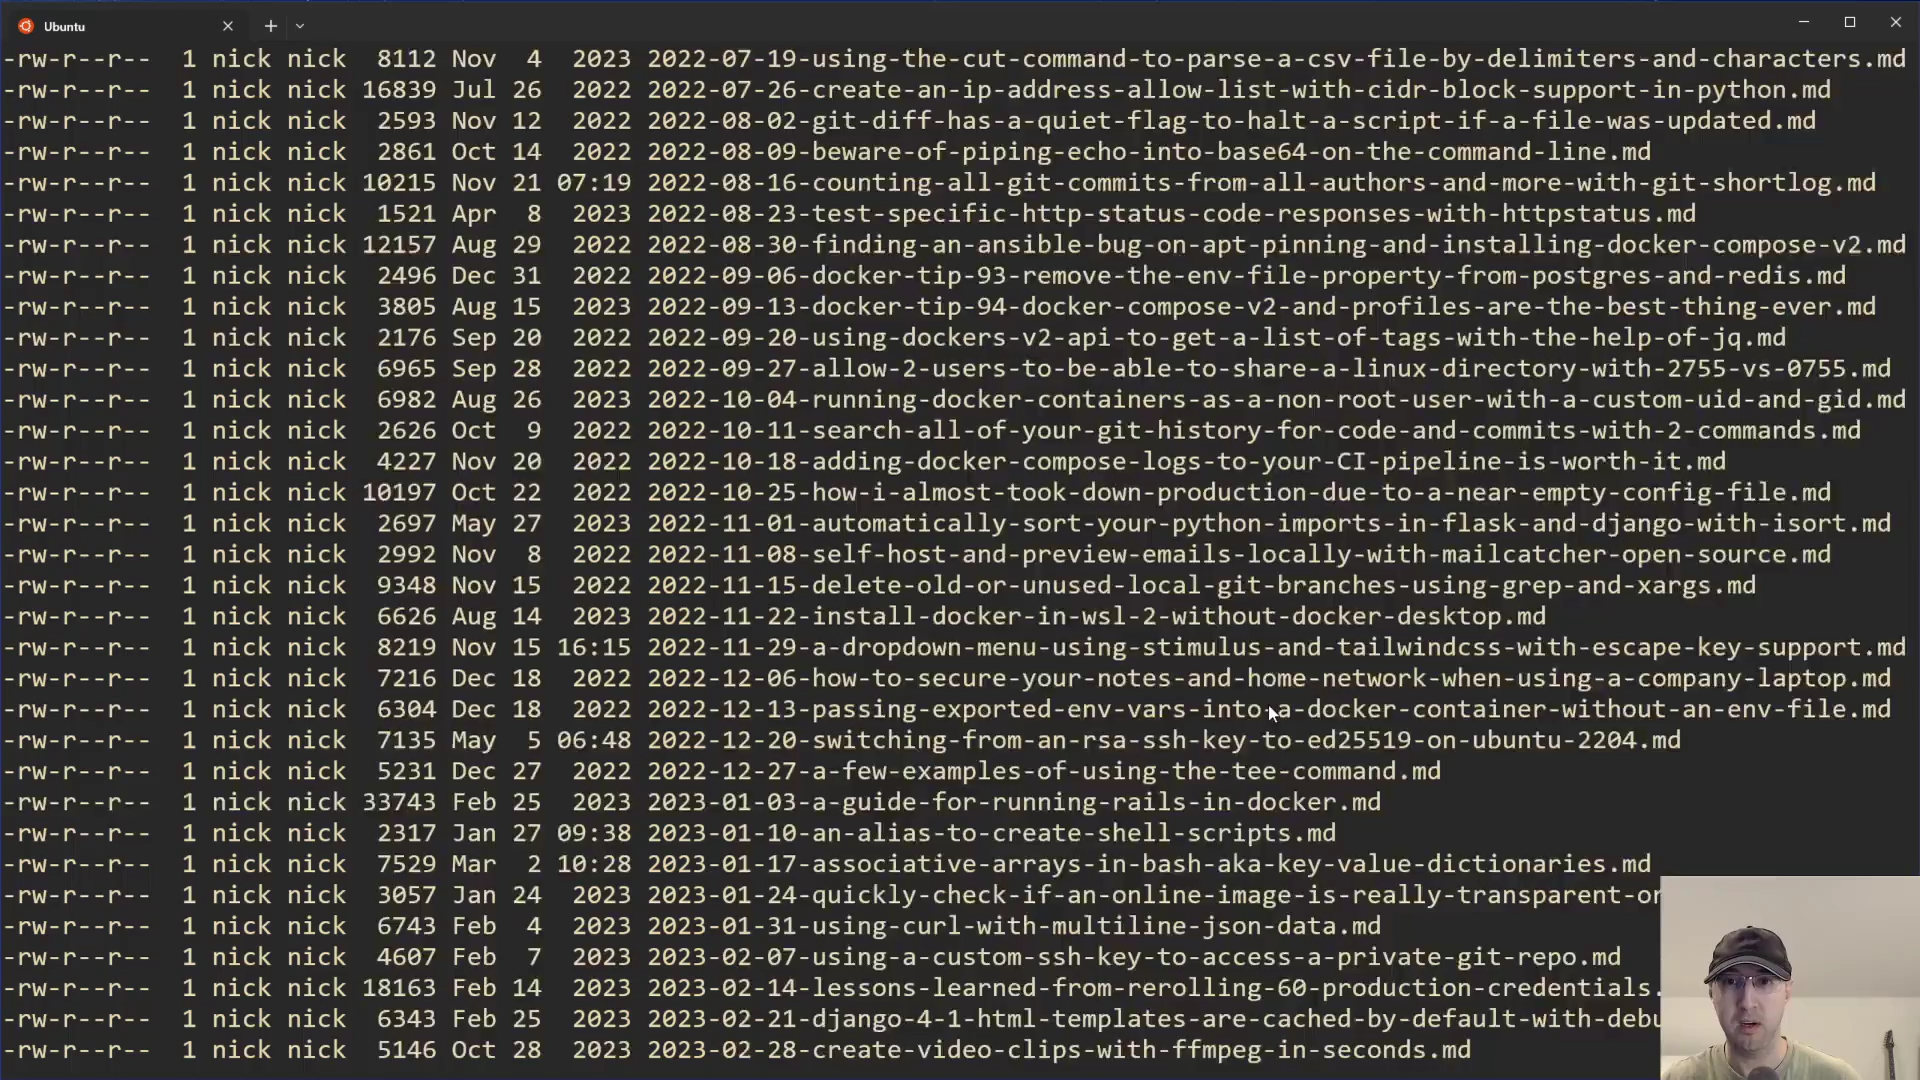 Ubuntu
-rw-r--r-- 1 nick nick 8112 Nov 4 2023 2022-07-19-using-the-cut-command-to-parse-a-csv-file-by-delimiters-and-characters.md
-rw-r--r-- 1 nick nick 16839 Jul 26 2022 2022-07-26-create-an-ip-address-allow-list-with-cidr-block-support-in-python.md
-rw-r--r-- 1 nick nick 2593 Nov 12 2022 2022-08-02-git-diff-has-a-quiet-flag-to-halt-a-script-if-a-file-was-updated.md
-rw-r--r-- 1 nick nick 2861 Oct 14 2022 2022-08-09-beware-of-piping-echo-into-base64-on-the-command-line.md
-rw-r--r-- 1 nick nick 10215 Nov 21 07:19 2022-08-16-counting-all-git-commits-from-all-authors-and-more-with-git-shortlog.md
-rw-r--r-- 1 nick nick 1521 Apr 8 2023 2022-08-23-test-specific-http-status-code-responses-with-httpstatus.md
-rw-r--r-- 1 nick nick 12157 Aug 29 2022 2022-08-30-finding-an-ansible-bug-on-apt-pinning-and-installing-docker-compose-v2.md
-rw-r--r-- 1 nick nick 2496 Dec 31 2022 2022-09-06-docker-tip-93-remove-the-env-file-property-from-postgres-and-redis.md
-rw-r--r-- 1 nick nick 3805 Aug 15 2023 2022-09-13-docker-tip-94-docker-compose-v2-and-profiles-are-the-best-thing-ever.md
-rw-r--r-- 1 nick nick 2176 Sep 20 2022 2022-09-20-using-dockers-v2-api-to-get-a-list-of-tags-with-the-help-of-jq.md
-rw-r--r-- 1 nick nick 6965 Sep 28 2022 2022-09-27-allow-2-users-to-be-able-to-share-a-linux-directory-with-2755-vs-0755.md
-rw-r--r-- 1 nick nick 6982 Aug 26 2023 2022-10-04-running-docker-containers-as-a-non-root-user-with-a-custom-uid-and-gid.md
-rw-r--r-- 1 nick nick 2626 Oct 9 2022 2022-10-11-search-all-of-your-git-history-for-code-and-commits-with-2-commands.md
-rw-r--r-- 1 nick nick 4227 Nov 20 2022 2022-10-18-adding-docker-compose-logs-to-your-CI-pipeline-is-worth-it.md
-rw-r--r-- 1 nick nick 10197 Oct 22 2022 2022-10-25-how-i-almost-took-down-production-due-to-a-near-empty-config-file.md
-rw-r--r-- 1 nick nick 2697 May 27 2023 2022-11-01-automatically-sort-your-python-imports-in-flask-and-django-with-isort.md
-rw-r--r-- 1 nick nick 2992 Nov 8 2022 2022-11-08-self-host-and-preview-emails-locally-with-mailcatcher-open-source.md
-rw-r--r-- 1 nick nick 9348 Nov 15 2022 2022-11-15-delete-old-or-unused-local-git-branches-using-grep-and-xargs.md
-rw-r--r-- 1 nick nick 6626 Aug 14 2023 2022-11-22-install-docker-in-wsl-2-without-docker-desktop.md
-rw-r--r-- 1 nick nick 8219 Nov 15 16:15 2022-11-29-a-dropdown-menu-using-stimulus-and-tailwindcss-with-escape-key-support.md
-rw-r--r-- 1 nick nick 7216 Dec 18 2022 2022-12-06-how-to-secure-your-notes-and-home-network-when-using-a-company-laptop.md
-rw-r--r-- 1 nick nick 6304 Dec 18 2022 2022-12-13-passing-exported-env-vars-into-a-docker-container-without-an-env-file.md
-rw-r--r-- 1 nick nick 7135 May 5 06:48 2022-12-20-switching-from-an-rsa-ssh-key-to-ed25519-on-ubuntu-2204.md
-rw-r--r-- 1 nick nick 5231 Dec 27 2022 2022-12-27-a-few-examples-of-using-the-tee-command.md
-rw-r--r-- 1 nick nick 33743 Feb 25 2023 2023-01-03-a-guide-for-running-rails-in-docker.md
-rw-r--r-- 1 nick nick 2317 Jan 27 09:38 2023-01-10-an-alias-to-create-shell-scripts.md
-rw-r--r-- 1 nick nick 7529 Mar 2 10:28 2023-01-17-associative-arrays-in-bash-aka-key-value-dictionaries.md
-rw-r--r-- 1 nick nick 3057 Jan 24 2023 2023-01-24-quickly-check-if-an-online-image-is-really-transparent-or
-rw-r--r-- 1 nick nick 6743 Feb 4 2023 2023-01-31-using-curl-with-multiline-json-data.md
-rw-r--r-- 1 nick nick 4607 Feb 7 2023 2023-02-07-using-a-custom-ssh-key-to-access-a-private-git-repo.md
-rw-r--r-- 1 nick nick 18163 Feb 14 2023 2023-02-14-lessons-learned-from-rerolling-60-production-credentials.
-rw-r--r-- 1 nick nick 6343 Feb 25 2023 2023-02-21-django-4-1-html-templates-are-cached-by-default-with-debu
-rw-r--r-- 1 nick nick 5146 Oct 28 2023 2023-02-28-create-video-clips-with-ffmpeg-in-seconds.md